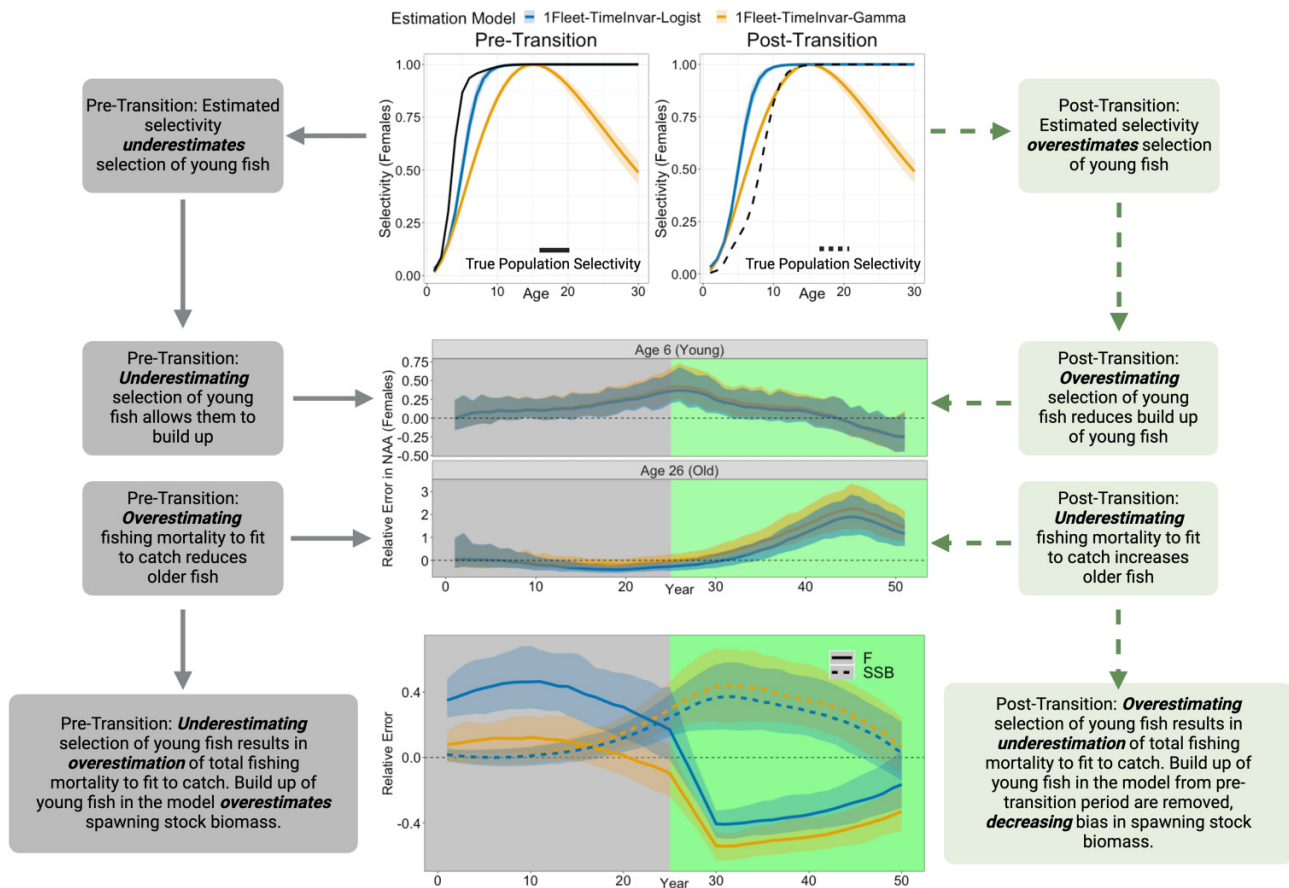 Estimation Model 1Fleet-TimeInvar-Logist 1Fleet-TimeInvar-Gamma
Pre-Transition
Post-Transition
Pre-Transition: Estimated
selectivity
underestimates
selection of young fish
Selectivity (Females)
1.00
0.75
0.50
0.25
0.00
True Population Selectivity
0
10
20
30
Age
Selectivity (Females)
1.00
0.75
0.50
0.25
0.00
True Population Selectivity
0
10
20
30
Age
Post-Transition:
Estimated selectivity
overestimates selection
of young fish
Pre-Transition:
Underestimating
selection of young
fish allows them to
build up
Pre-Transition:
Overestimating
fishing mortality to fit
to catch reduces
older fish
Relative Error in NAA (Females)
Age 6 (Young)
0.75
0.50
0.25
0.00
-0.25
-0.50
Age 26 (Old)
3
2
1
0
0
10
20
30
40
50
Year
Post-Transition:
Overestimating
selection of young
fish reduces build up
of young fish
Post-Transition:
Underestimating
fishing mortality to fit
to catch increases
older fish
Pre-Transition: Underestimating
selection of young fish results in
overestimation of total fishing
mortality to fit to catch. Build up of
young fish in the model overestimates
spawning stock biomass.
Relative Error
0.4
0.0
-0.4
F
SSB
0
10
20
30
40
50
Year
Post-Transition: Overestimating
selection of young fish results in
underestimation of total fishing
mortality to fit to catch. Build up of
young fish in the model from pre-
transition period are removed,
decreasing bias in spawning stock
biomass.